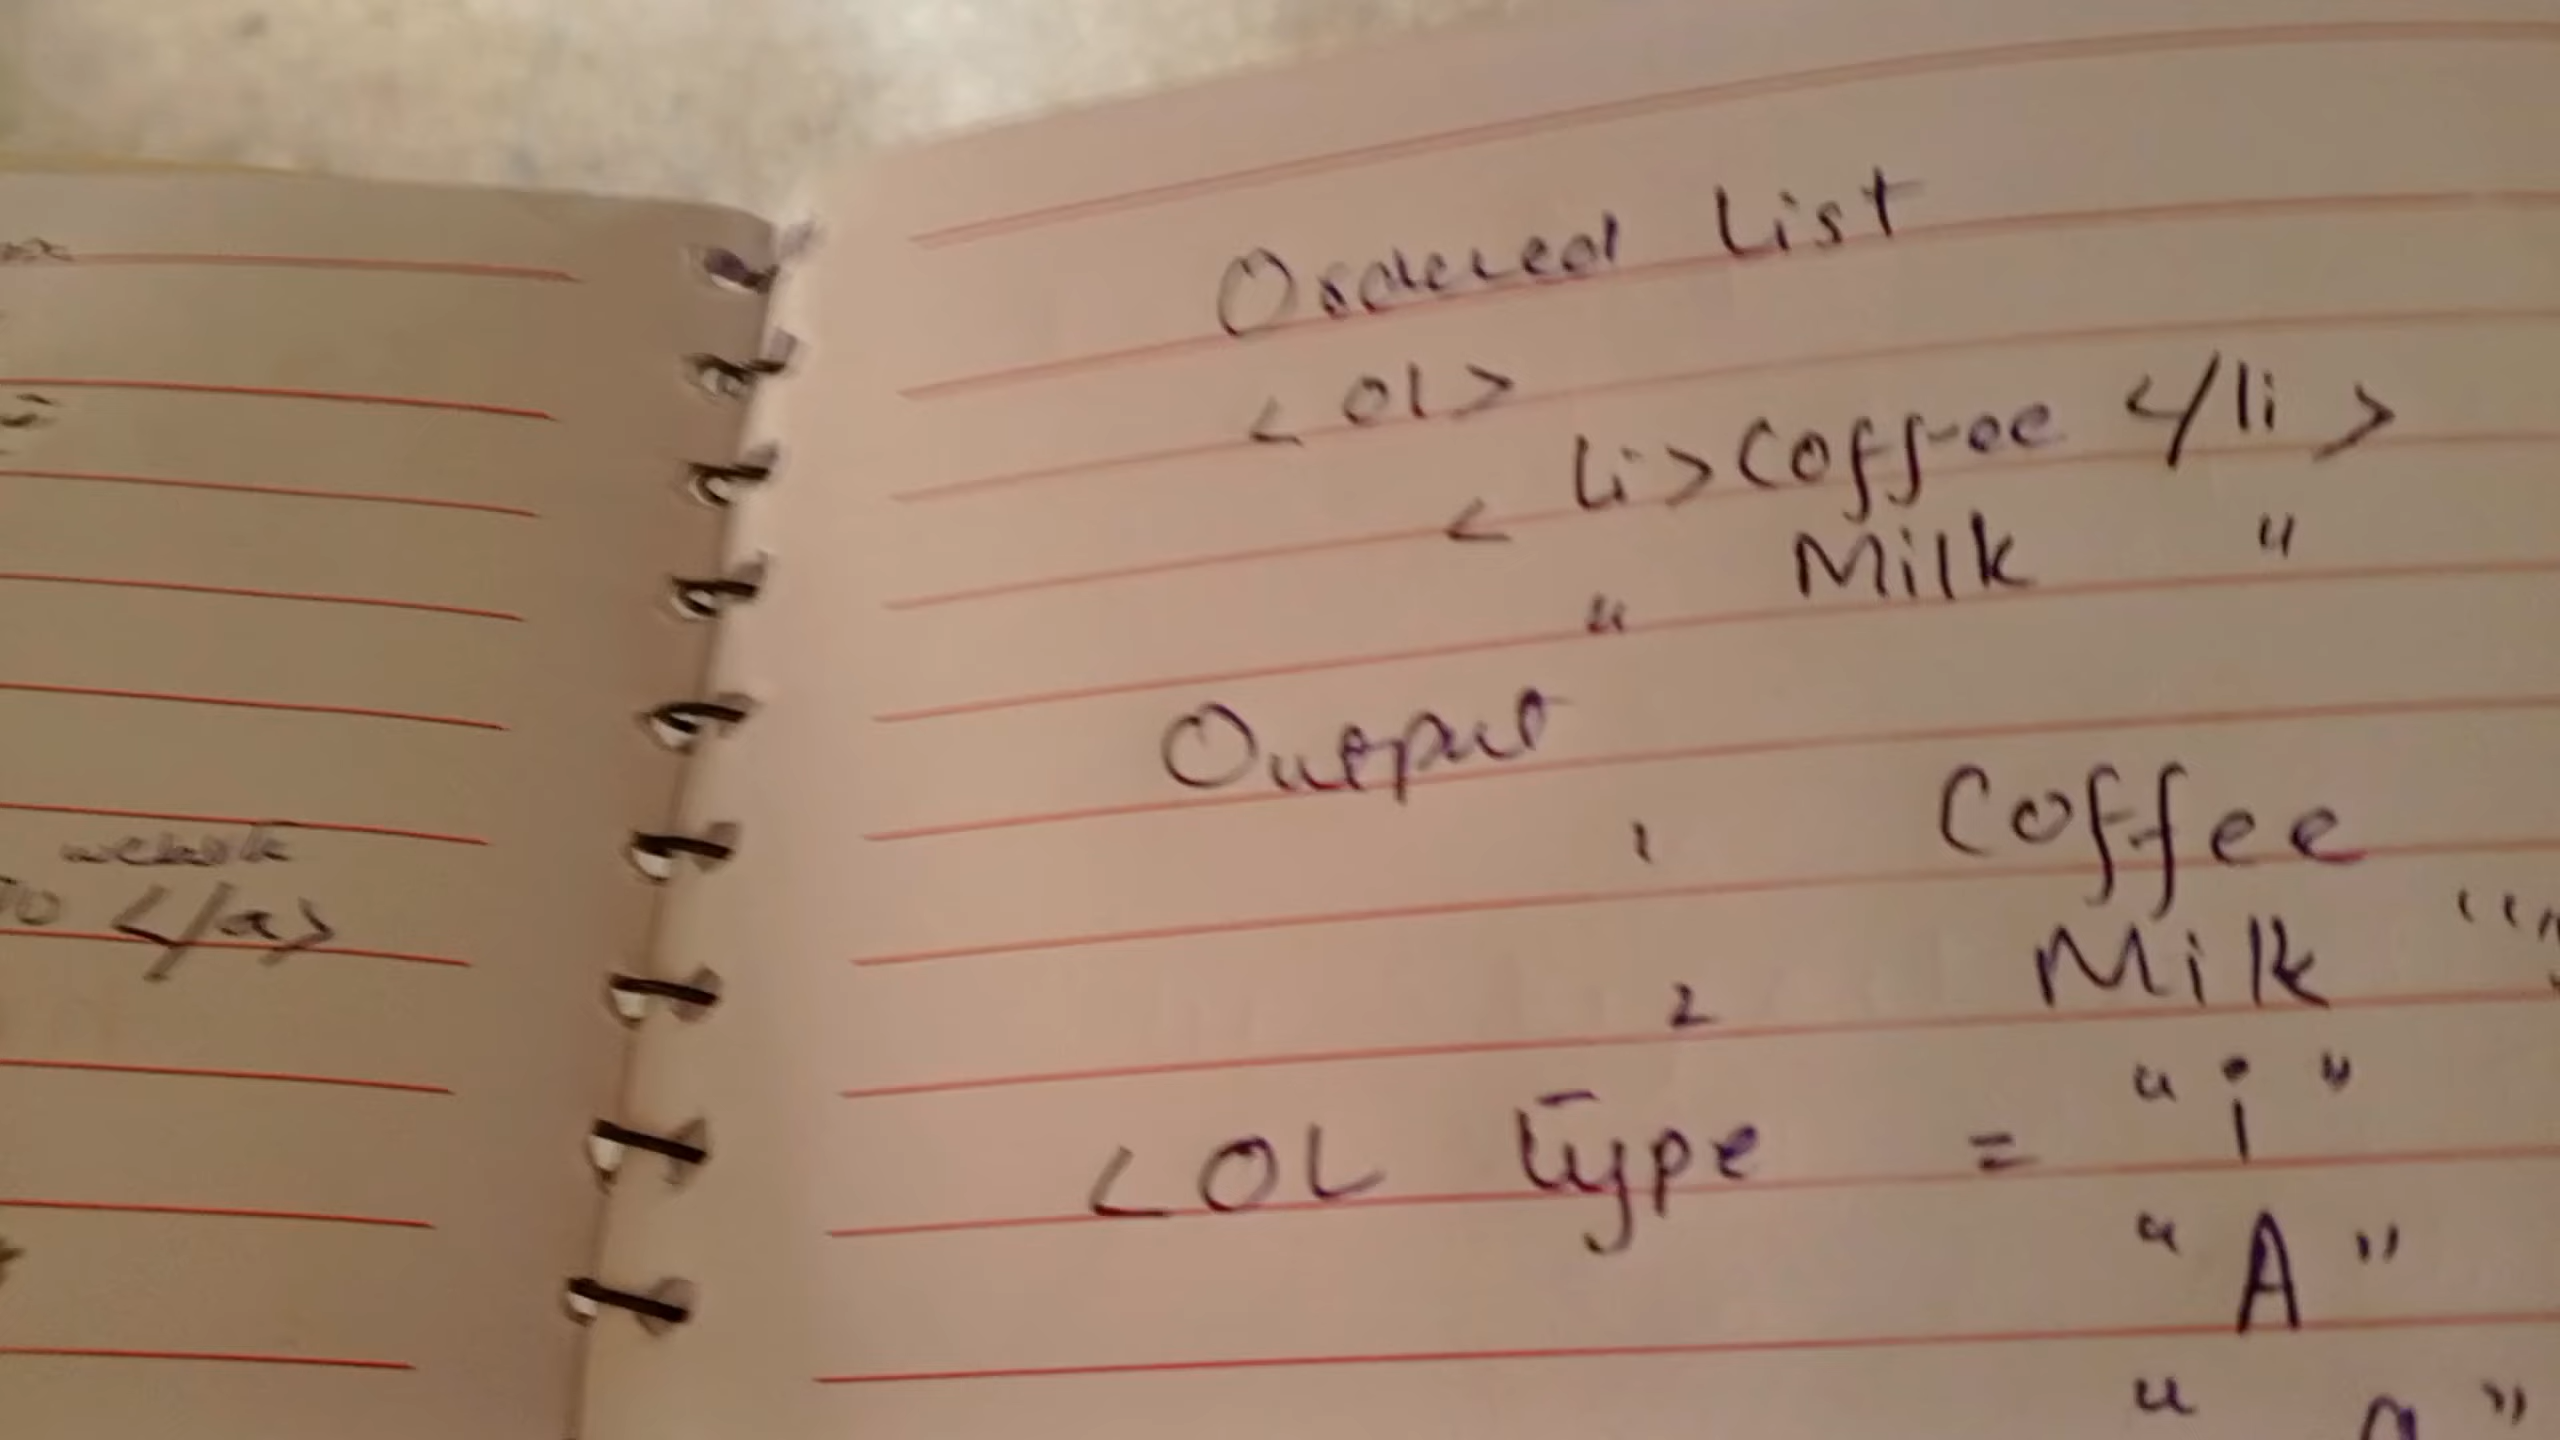 </a>
Ordered List
<ol>
<li>Coffee </li>
" Milk "
Output
1 Coffee
2 Milk "
<OL type = "i"
"A"